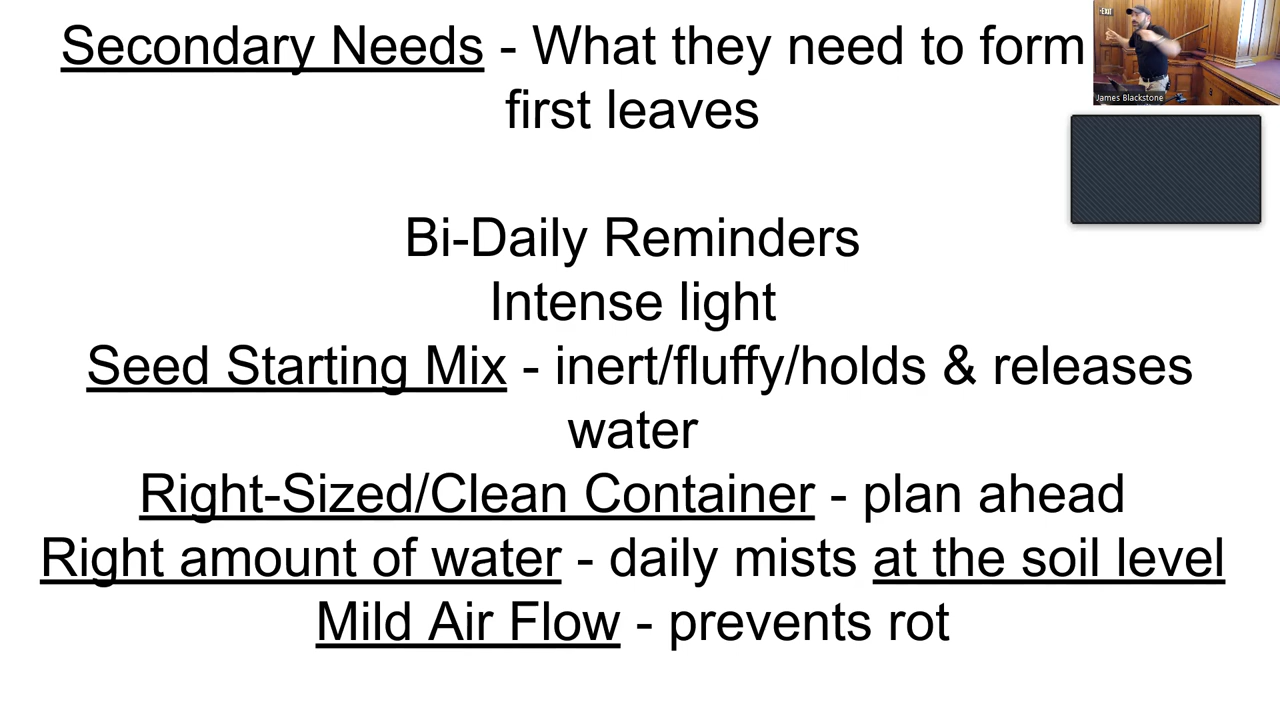 Secondary Needs - What they need to form
first leaves
Bi-Daily Reminders
Intense light
Seed Starting Mix - inert/fluffy/holds & releases
water
Right-Sized/Clean Container - plan ahead
Right amount of water - daily mists at the soil level
Mild Air Flow - prevents rot
EXIT
James Blackstone